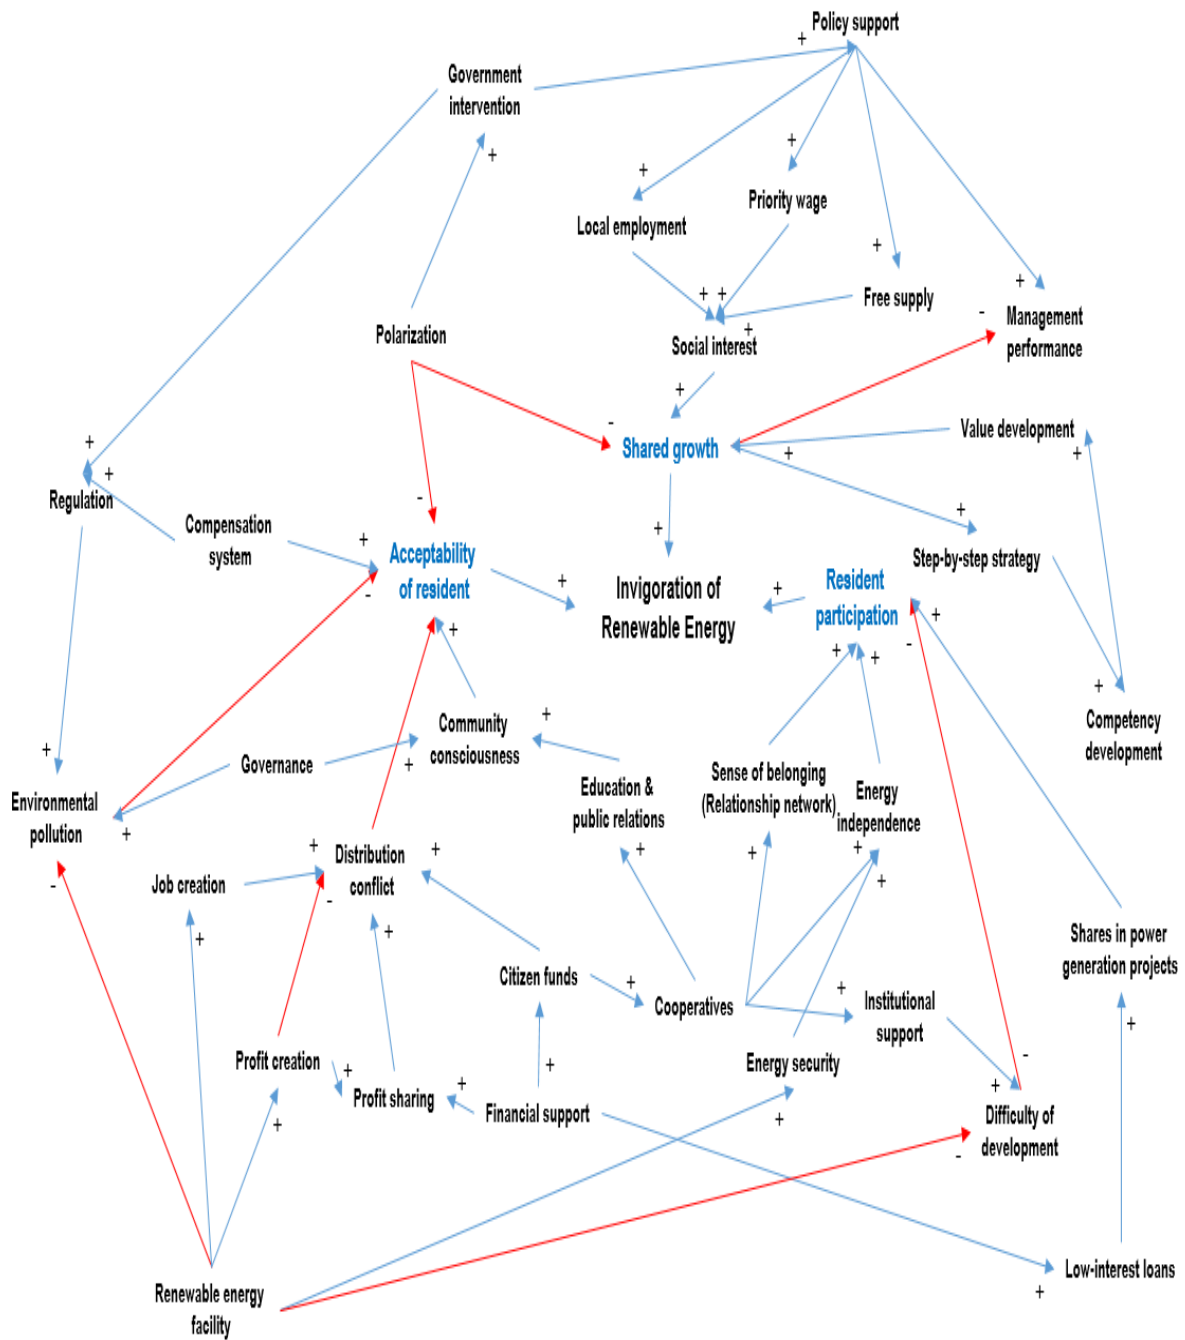 Policy support
+
Government
intervention
+
+
+
Priority wage
Local employment
+
+
Free supply
+ +
+
-
Management
performance
Polarization
Social interest
+
-
Shared growth
Value development
+
+
+
+
+
Regulation
-
Compensation
system
+
+
Step-by-step strategy
Acceptability
of resident
-
+
+
Invigoration of
Renewable Energy
+
Resident
participation
+
-
+
+
+
+
Competency
development
+
Community
consciousness
+
+
Governance
Sense of belonging
(Relationship network)
Energy
independence
Education &
public relations
Environmental
pollution
+
+
Distribution
conflict
+
+
+
+
+
-
Job creation
-
+
+
Shares in power
generation projects
Citizen funds
+
Cooperatives
+
Institutional
support
+
Profit creation
+
Profit sharing
+
+
Financial support
Energy security
-
+
Difficulty of
development
+
+
-
Low-interest loans
+
Renewable energy
facility